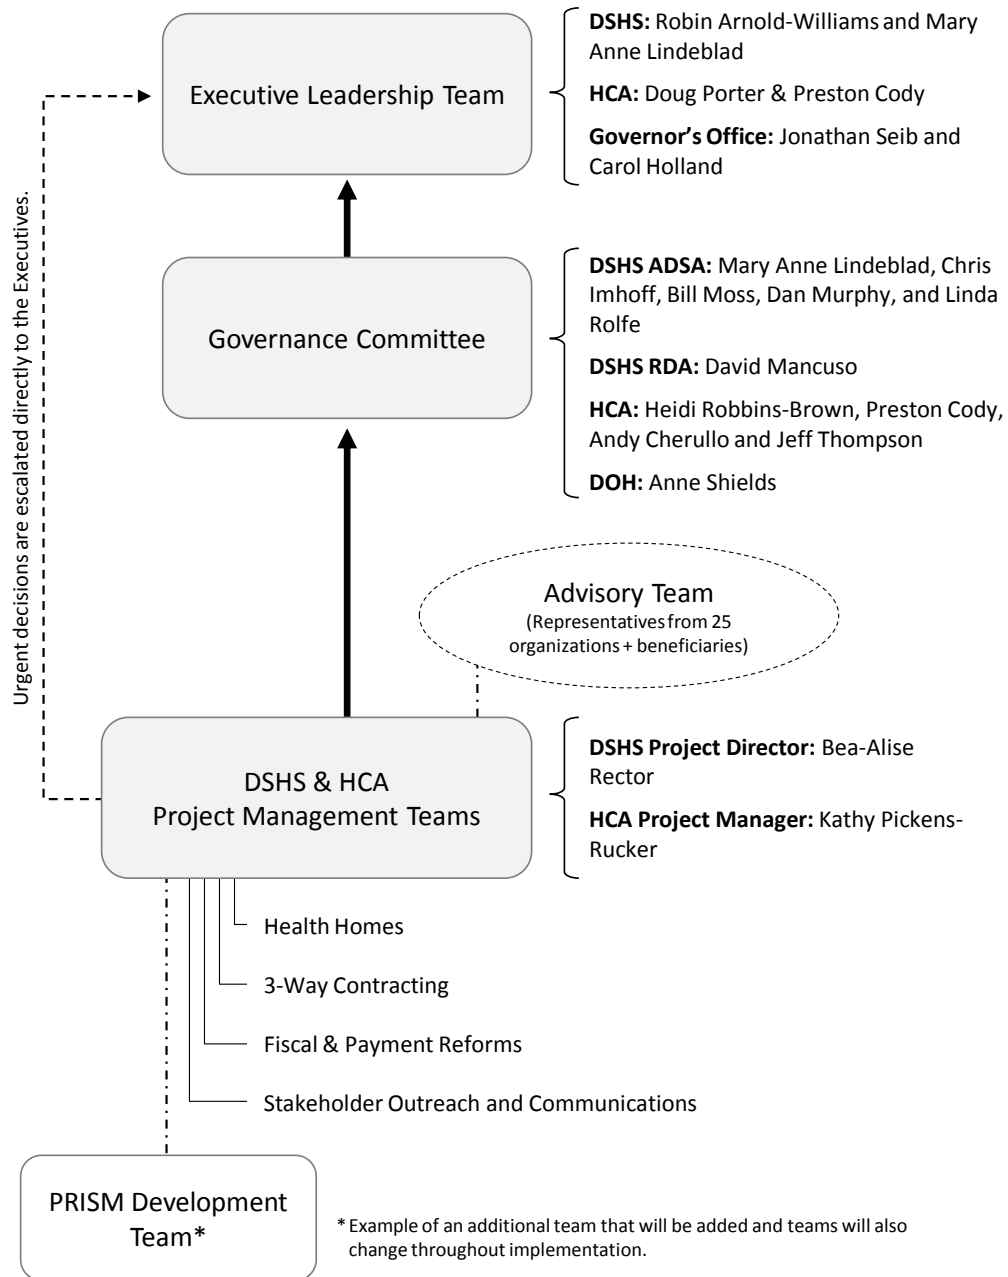 Executive Leadership Team
DSHS: Robin Arnold-Williams and Mary
Anne Lindeblad
HCA: Doug Porter & Preston Cody
Governor's Office: Jonathan Seib and
Carol Holland
Urgent decisions are escalated directly to the Executives.
Governance Committee
DSHS ADSA: Mary Anne Lindeblad, Chris
Imhoff, Bill Moss, Dan Murphy, and Linda
Rolfe
DSHS RDA: David Mancuso
HCA: Heidi Robbins-Brown, Preston Cody,
Andy Cherullo and Jeff Thompson
DOH: Anne Shields
Advisory Team
(Representatives from 25
organizations + beneficiaries)
DSHS & HCA
Project Management Teams
DSHS Project Director: Bea-Alise
Rector
HCA Project Manager: Kathy Pickens-
Rucker
Health Homes
3-Way Contracting
Fiscal & Payment Reforms
Stakeholder Outreach and Communications
PRISM Development
Team*
* Example of an additional team that will be added and teams will also
change throughout implementation.